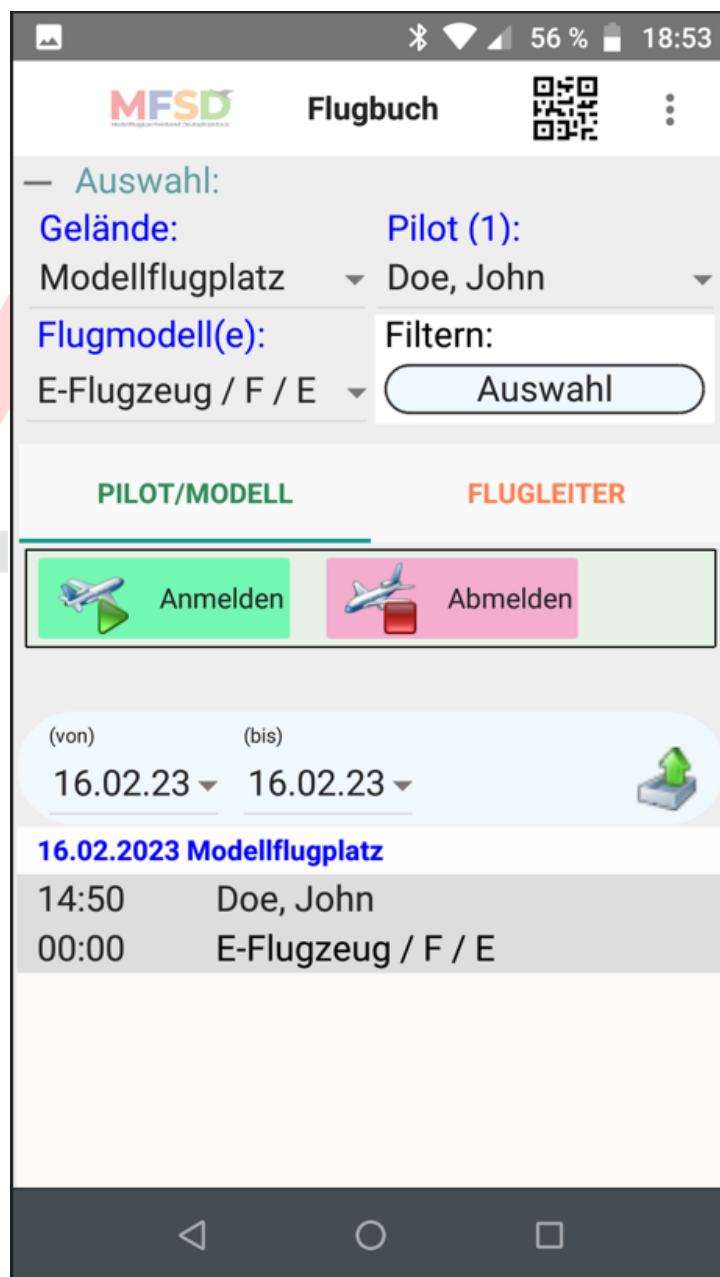 56 % 18:53
MFSD Flugbuch
Auswahl:
Gelände: Pilot (1):
Modellflugplatz Doe, John
Flugmodell(e): Filtern:
E-Flugzeug / F / E Auswahl
PILOT/MODELL FLUGLEITER
Anmelden Abmelden
(von) (bis)
16.02.23 16.02.23
16.02.2023 Modellflugplatz
14:50 Doe, John
00:00 E-Flugzeug / F / E